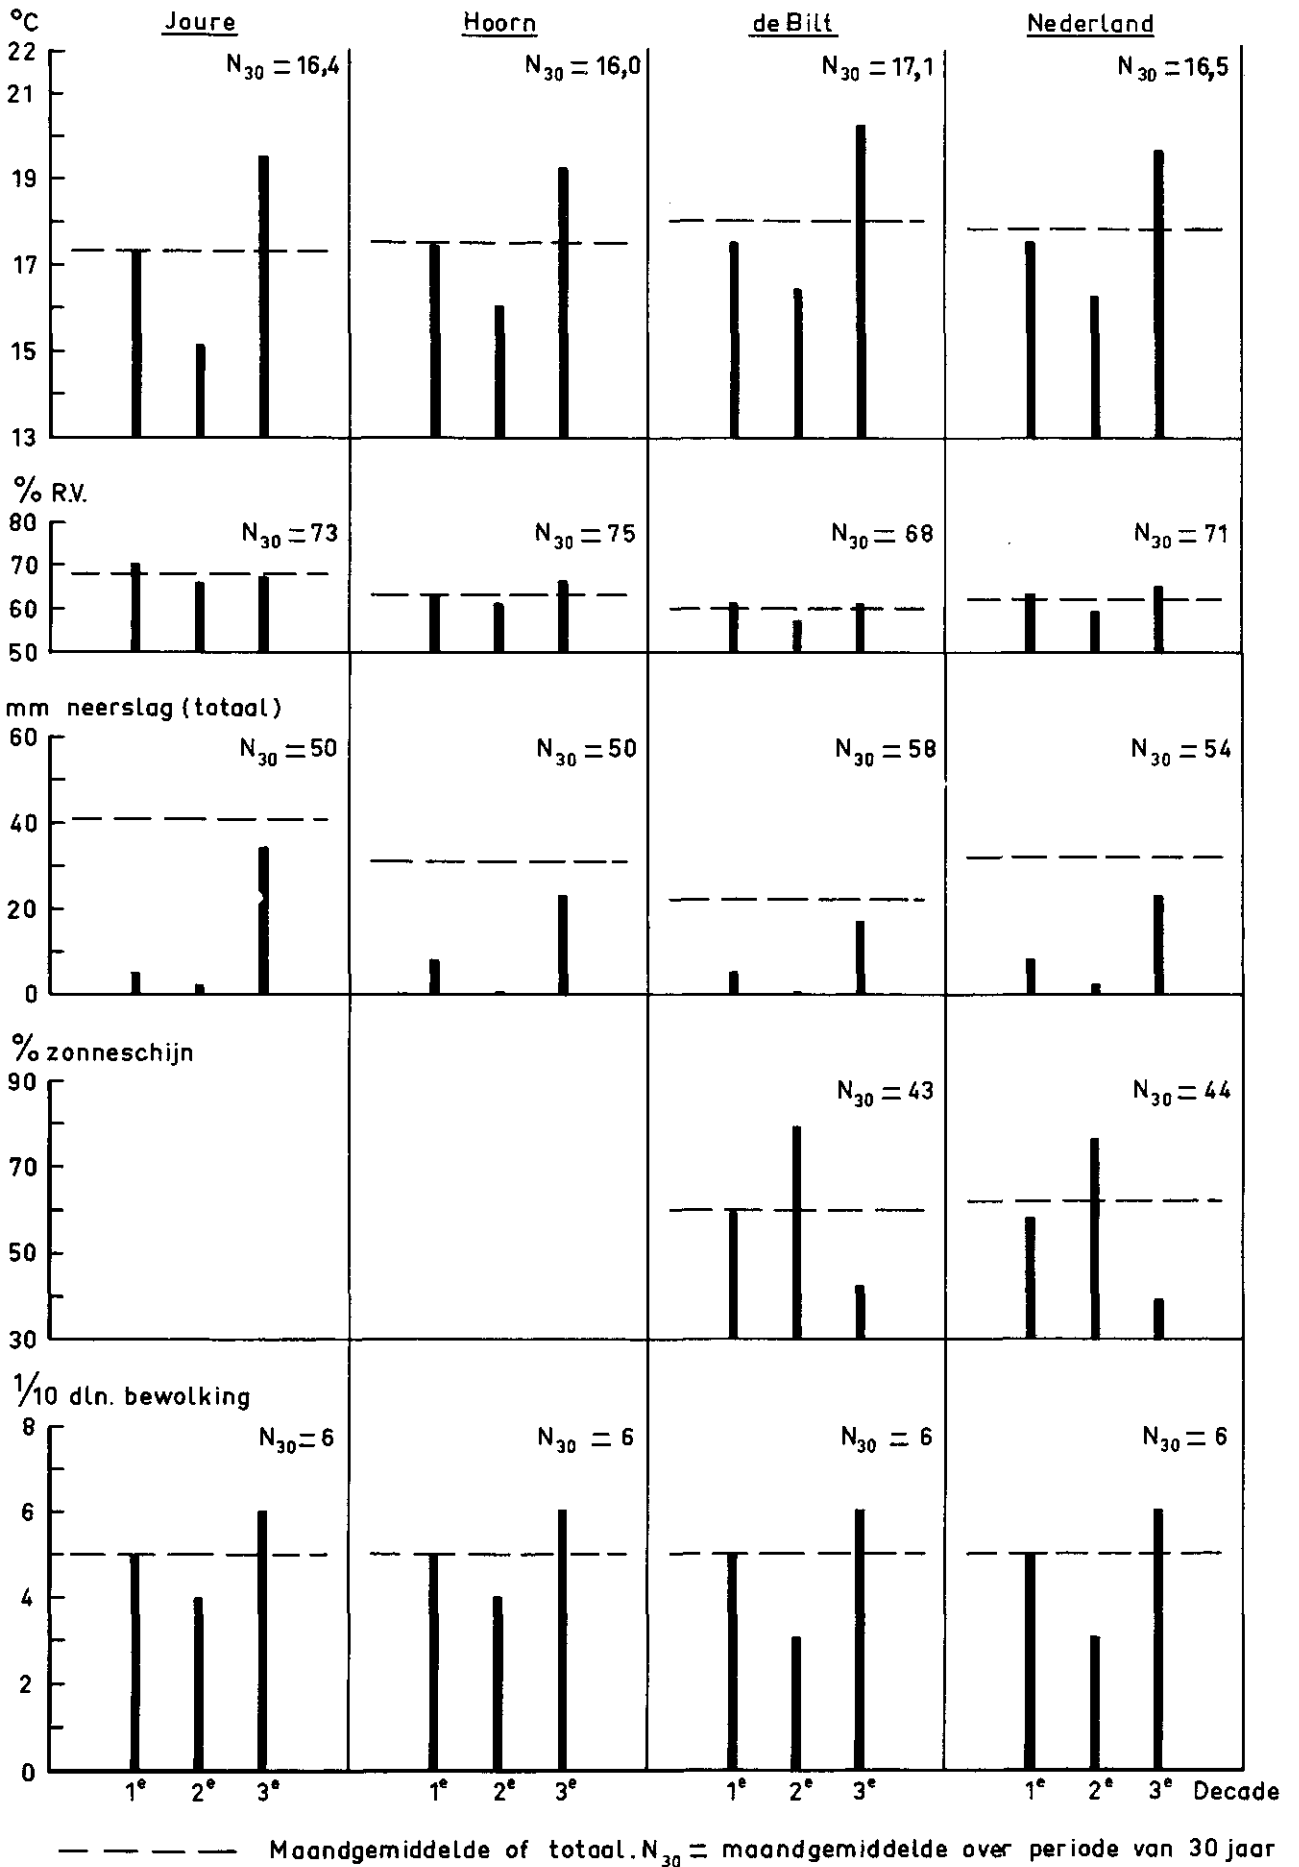 °C Joure Hoorn de Bilt Nederland
22
N30 = 16,4 N30 = 16,0 N30 = 17,1 N30 = 16,5
21
19
17
15
13
% R.V.
80
N30 = 73 N30 = 75 N30 = 68 N30 = 71
70
60
50
mm neerslag (totaal)
60
N30 = 50 N30 = 50 N30 = 58 N30 = 54
40
20
0
% zonneschijn
90
N30 = 43 N30 = 44
70
50
30
1/10 dln. bewolking
8
N30 = 6 N30 = 6 N30 = 6 N30 = 6
6
4
2
0
1e 2e 3e 1e 2e 3e 1e 2e 3e 1e 2e 3e Decade
Maandgemiddelde of totaal. N30 = maandgemiddelde over periode van 30 jaar